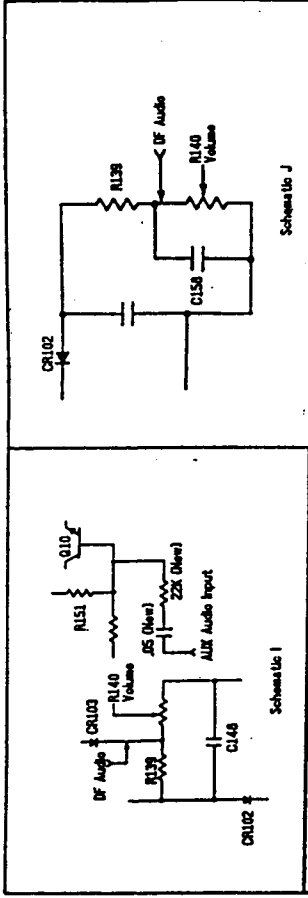 R151
Q10
CR103
R140
Volume
DF Audio
.05 (New)
22K (New)
R139
AUX Audio Input
C148
CR102
Schematic I
CR102
R139
DF Audio
R140
Volume
C158
Schematic J